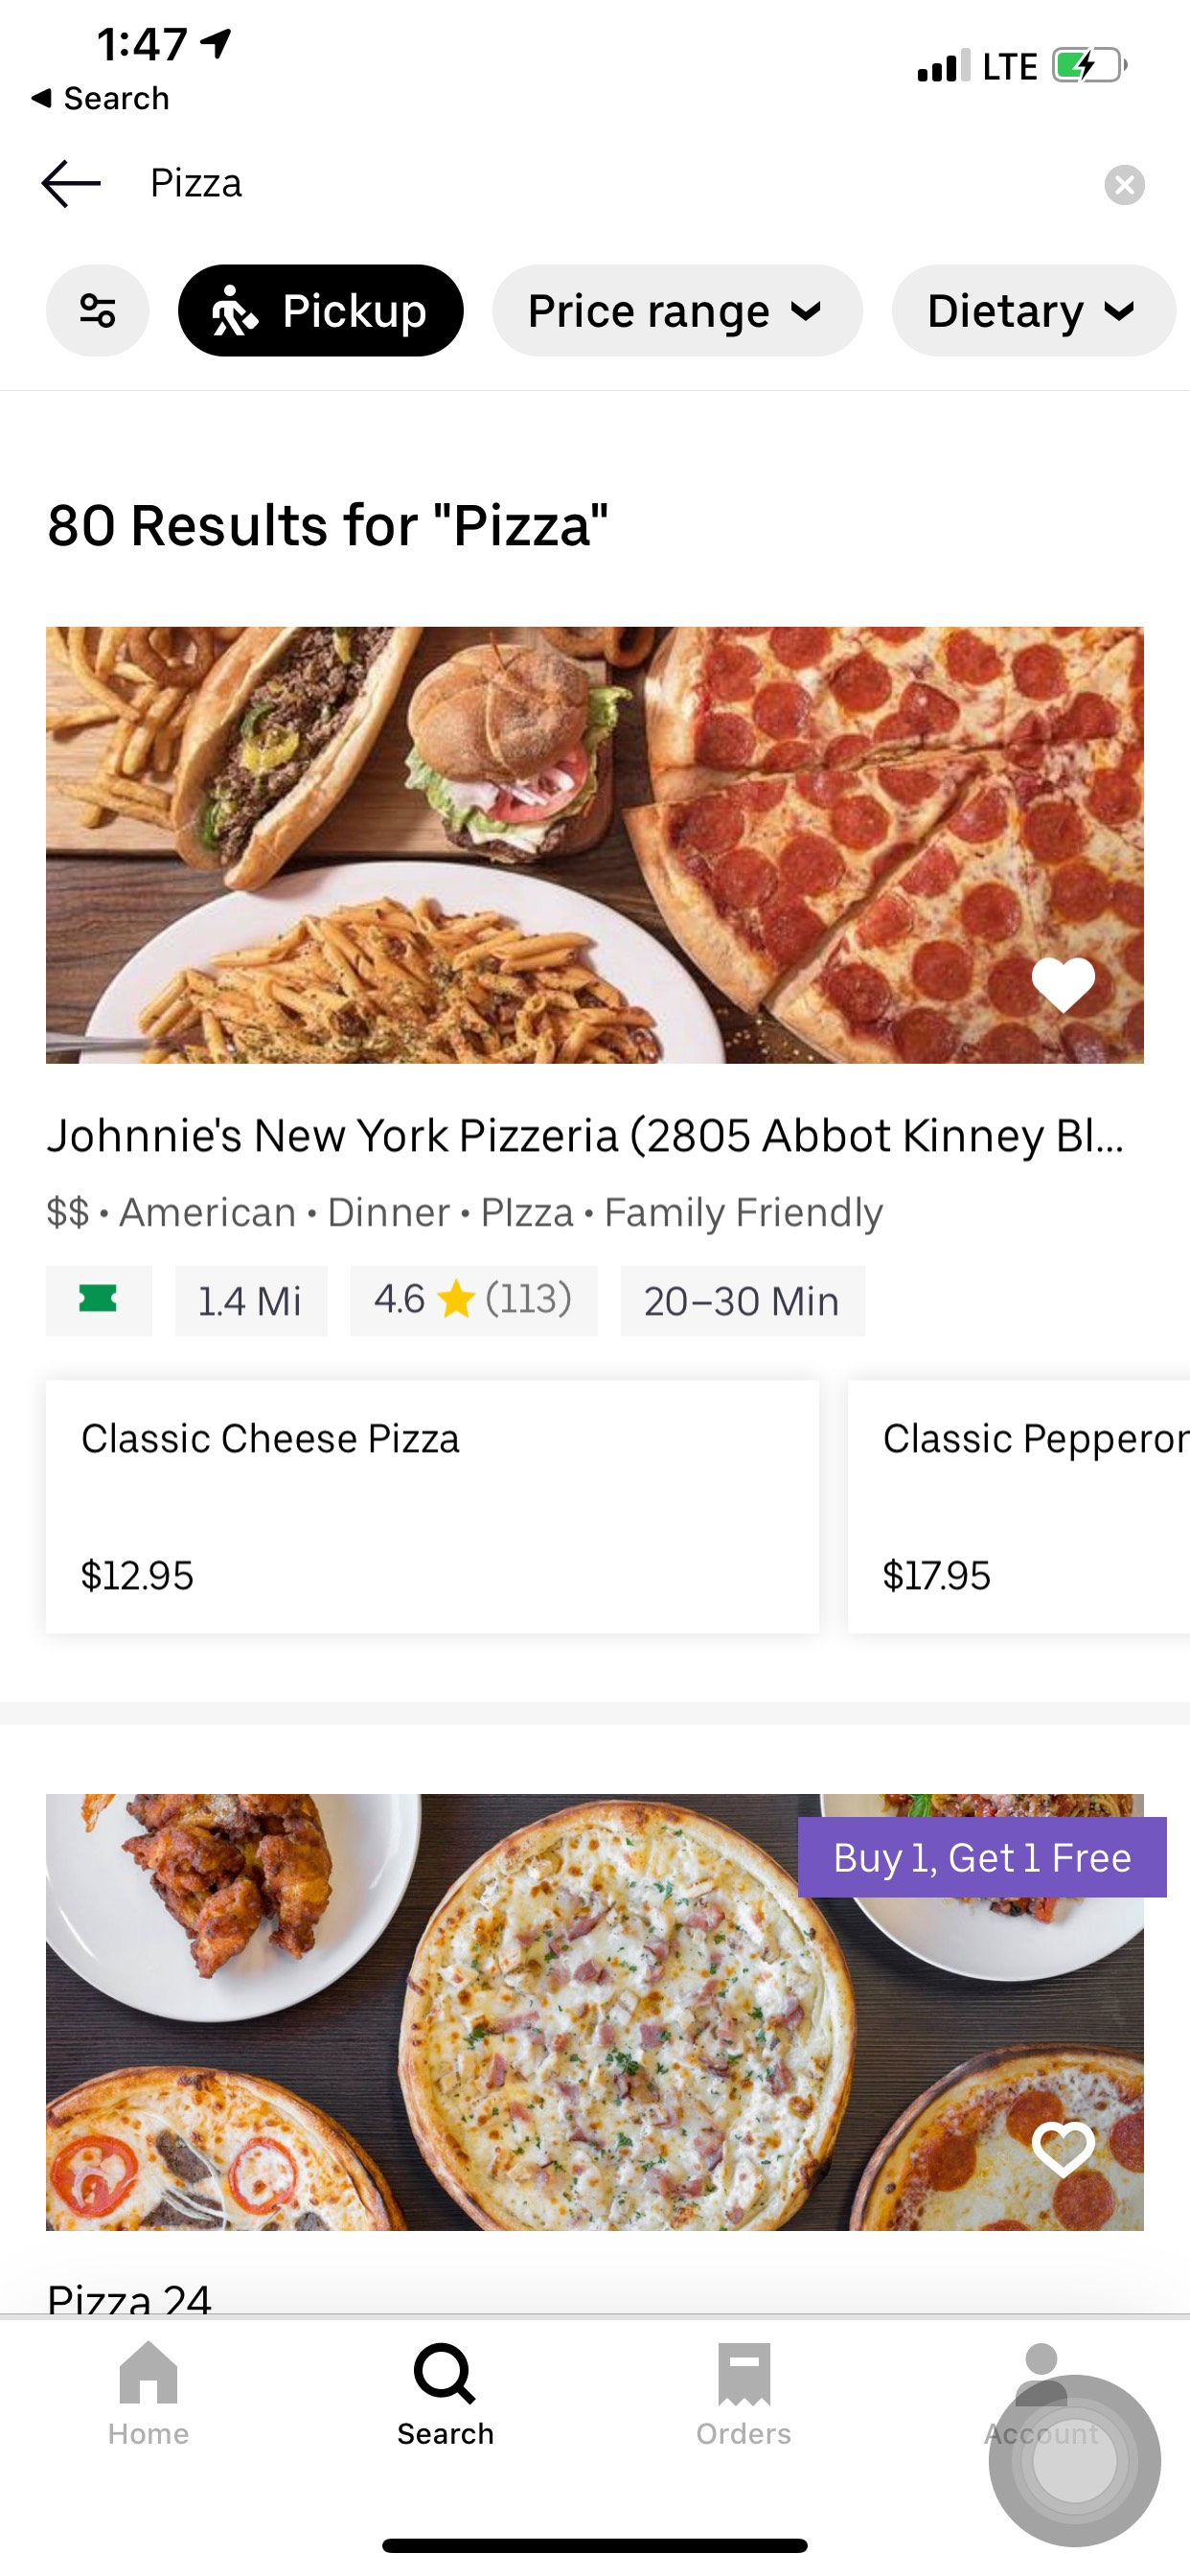 1:47
LTE
Search
Pizza
Pickup
Price range
Dietary
80 Results for "Pizza"
Johnnie's New York Pizzeria (2805 Abbot Kinney Bl...
$$ • American • Dinner • PIzza • Family Friendly
1.4 Mi
4.6 (113)
20–30 Min
Classic Cheese Pizza
Classic Pepperon
$12.95
$17.95
Buy 1, Get 1 Free
Pizza 24
Home
Search
Orders
Account